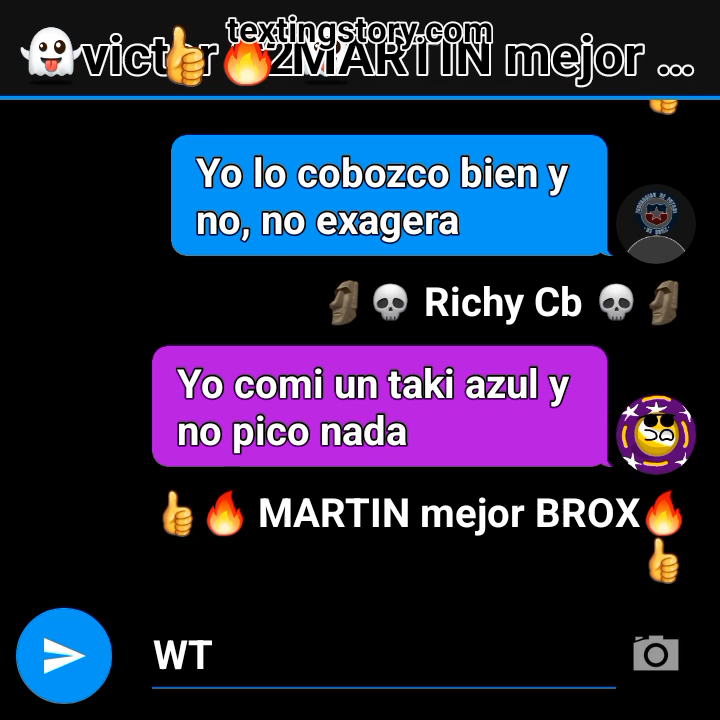 textingstory.com
👻victor 👍🔥2MARTIN mejor ...
Yo lo cobozco bien y
no, no exagera
🗿💀 Richy Cb 💀🗿
Yo comi un taki azul y
no pico nada
👍🔥 MARTIN mejor BROX🔥
👍
WT